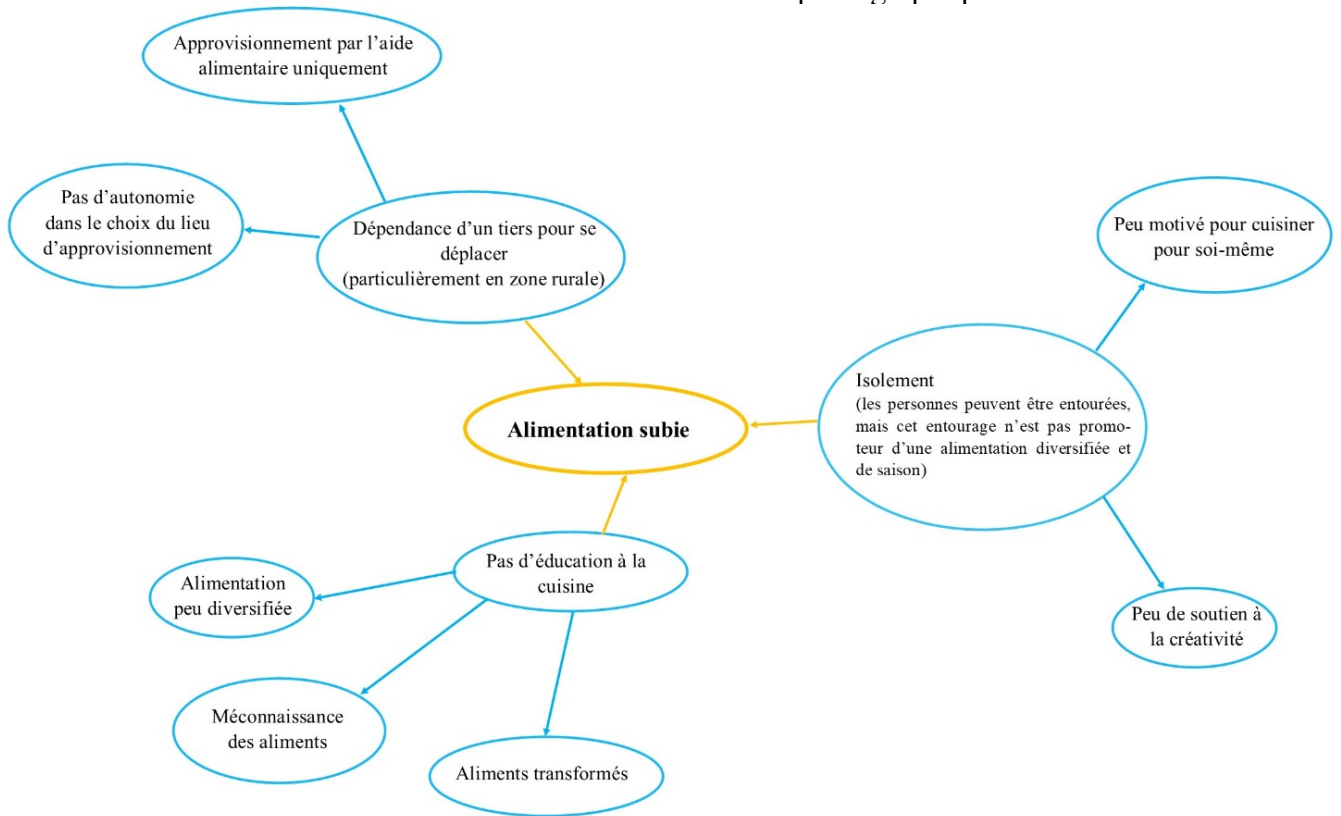 Approvisionnement par l’aide
alimentaire uniquement
Pas d’autonomie
dans le choix du lieu
d’approvisionnement
Dépendance d’un tiers pour se
déplacer
(particulièrement en zone rurale)
Peu motivé pour cuisiner
pour soi-même
Isolement
(les personnes peuvent être entourées,
mais cet entourage n’est pas promo-
teur d’une alimentation diversifiée et
de saison)
Alimentation subie
Pas d’éducation à la
cuisine
Alimentation
peu diversifiée
Peu de soutien à
la créativité
Méconnaissance
des aliments
Aliments transformés